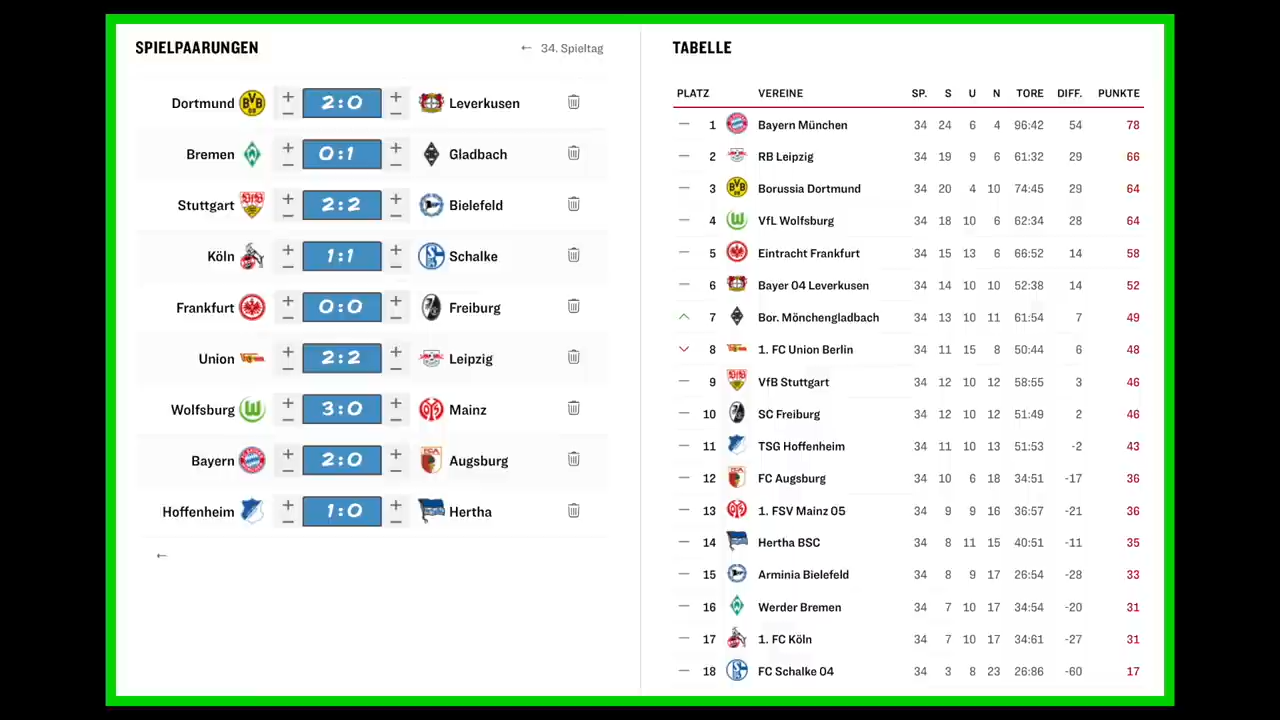 SPIELPAARUNGEN
← 34. Spieltag
Dortmund + − 2:0 + − Leverkusen
Bremen + − 0:1 + − Gladbach
Stuttgart + − 2:2 + − Bielefeld
Köln + − 1:1 + − Schalke
Frankfurt + − 0:0 + − Freiburg
Union + − 2:2 + − Leipzig
Wolfsburg + − 3:0 + − Mainz
Bayern + − 2:0 + − Augsburg
Hoffenheim + − 1:0 + − Hertha
←
TABELLE
PLATZ VEREINE SP. S U N TORE DIFF. PUNKTE
— 1 Bayern München 34 24 6 4 96:42 54 78
— 2 RB Leipzig 34 19 9 6 61:32 29 66
— 3 Borussia Dortmund 34 20 4 10 74:45 29 64
— 4 VfL Wolfsburg 34 18 10 6 62:34 28 64
— 5 Eintracht Frankfurt 34 15 13 6 66:52 14 58
— 6 Bayer 04 Leverkusen 34 14 10 10 52:38 14 52
7 Bor. Mönchengladbach 34 13 10 11 61:54 7 49
8 1. FC Union Berlin 34 11 15 8 50:44 6 48
— 9 VfB Stuttgart 34 12 10 12 58:55 3 46
— 10 SC Freiburg 34 12 10 12 51:49 2 46
— 11 TSG Hoffenheim 34 11 10 13 51:53 -2 43
— 12 FC Augsburg 34 10 6 18 34:51 -17 36
— 13 1. FSV Mainz 05 34 9 9 16 36:57 -21 36
— 14 Hertha BSC 34 8 11 15 40:51 -11 35
— 15 Arminia Bielefeld 34 8 9 17 26:54 -28 33
— 16 Werder Bremen 34 7 10 17 34:54 -20 31
— 17 1. FC Köln 34 7 10 17 34:61 -27 31
— 18 FC Schalke 04 34 3 8 23 26:86 -60 17